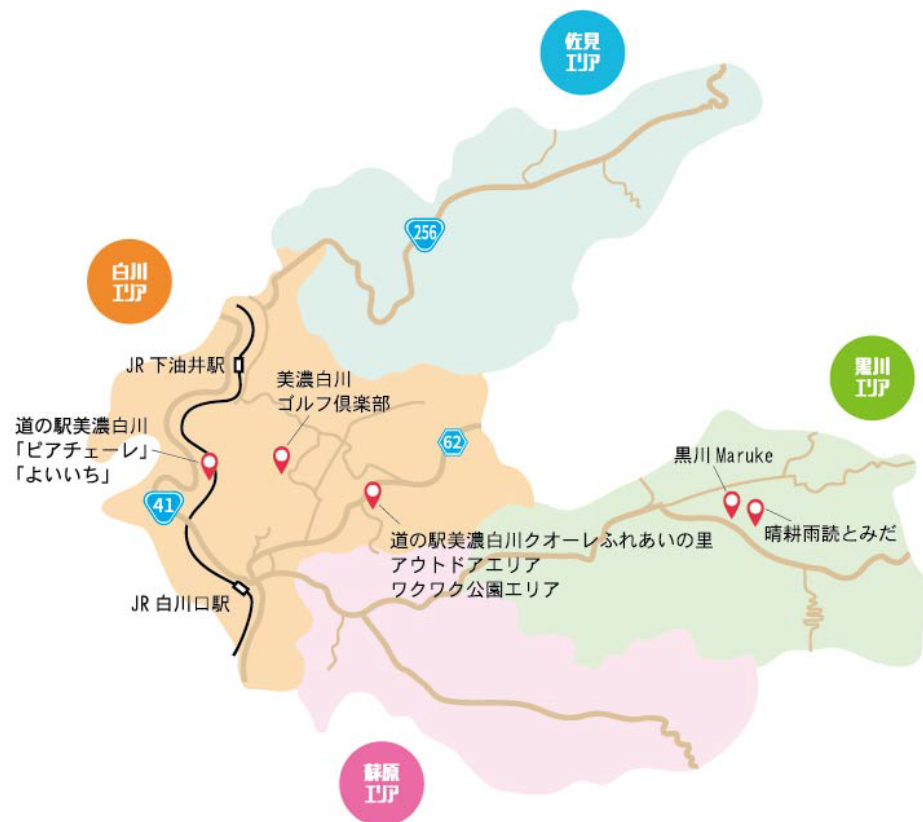 佐見
エリア
256
白川
エリア
JR 下油井駅
美濃白川
ゴルフ倶楽部
黒川
エリア
道の駅美濃白川
「ピアチェーレ」
「よいいち」
62
黒川 Maruke
41
晴耕雨読とみだ
道の駅美濃白川クオーレふれあいの里
アウトドアエリア
ワクワク公園エリア
JR 白川口駅
蘇原
エリア